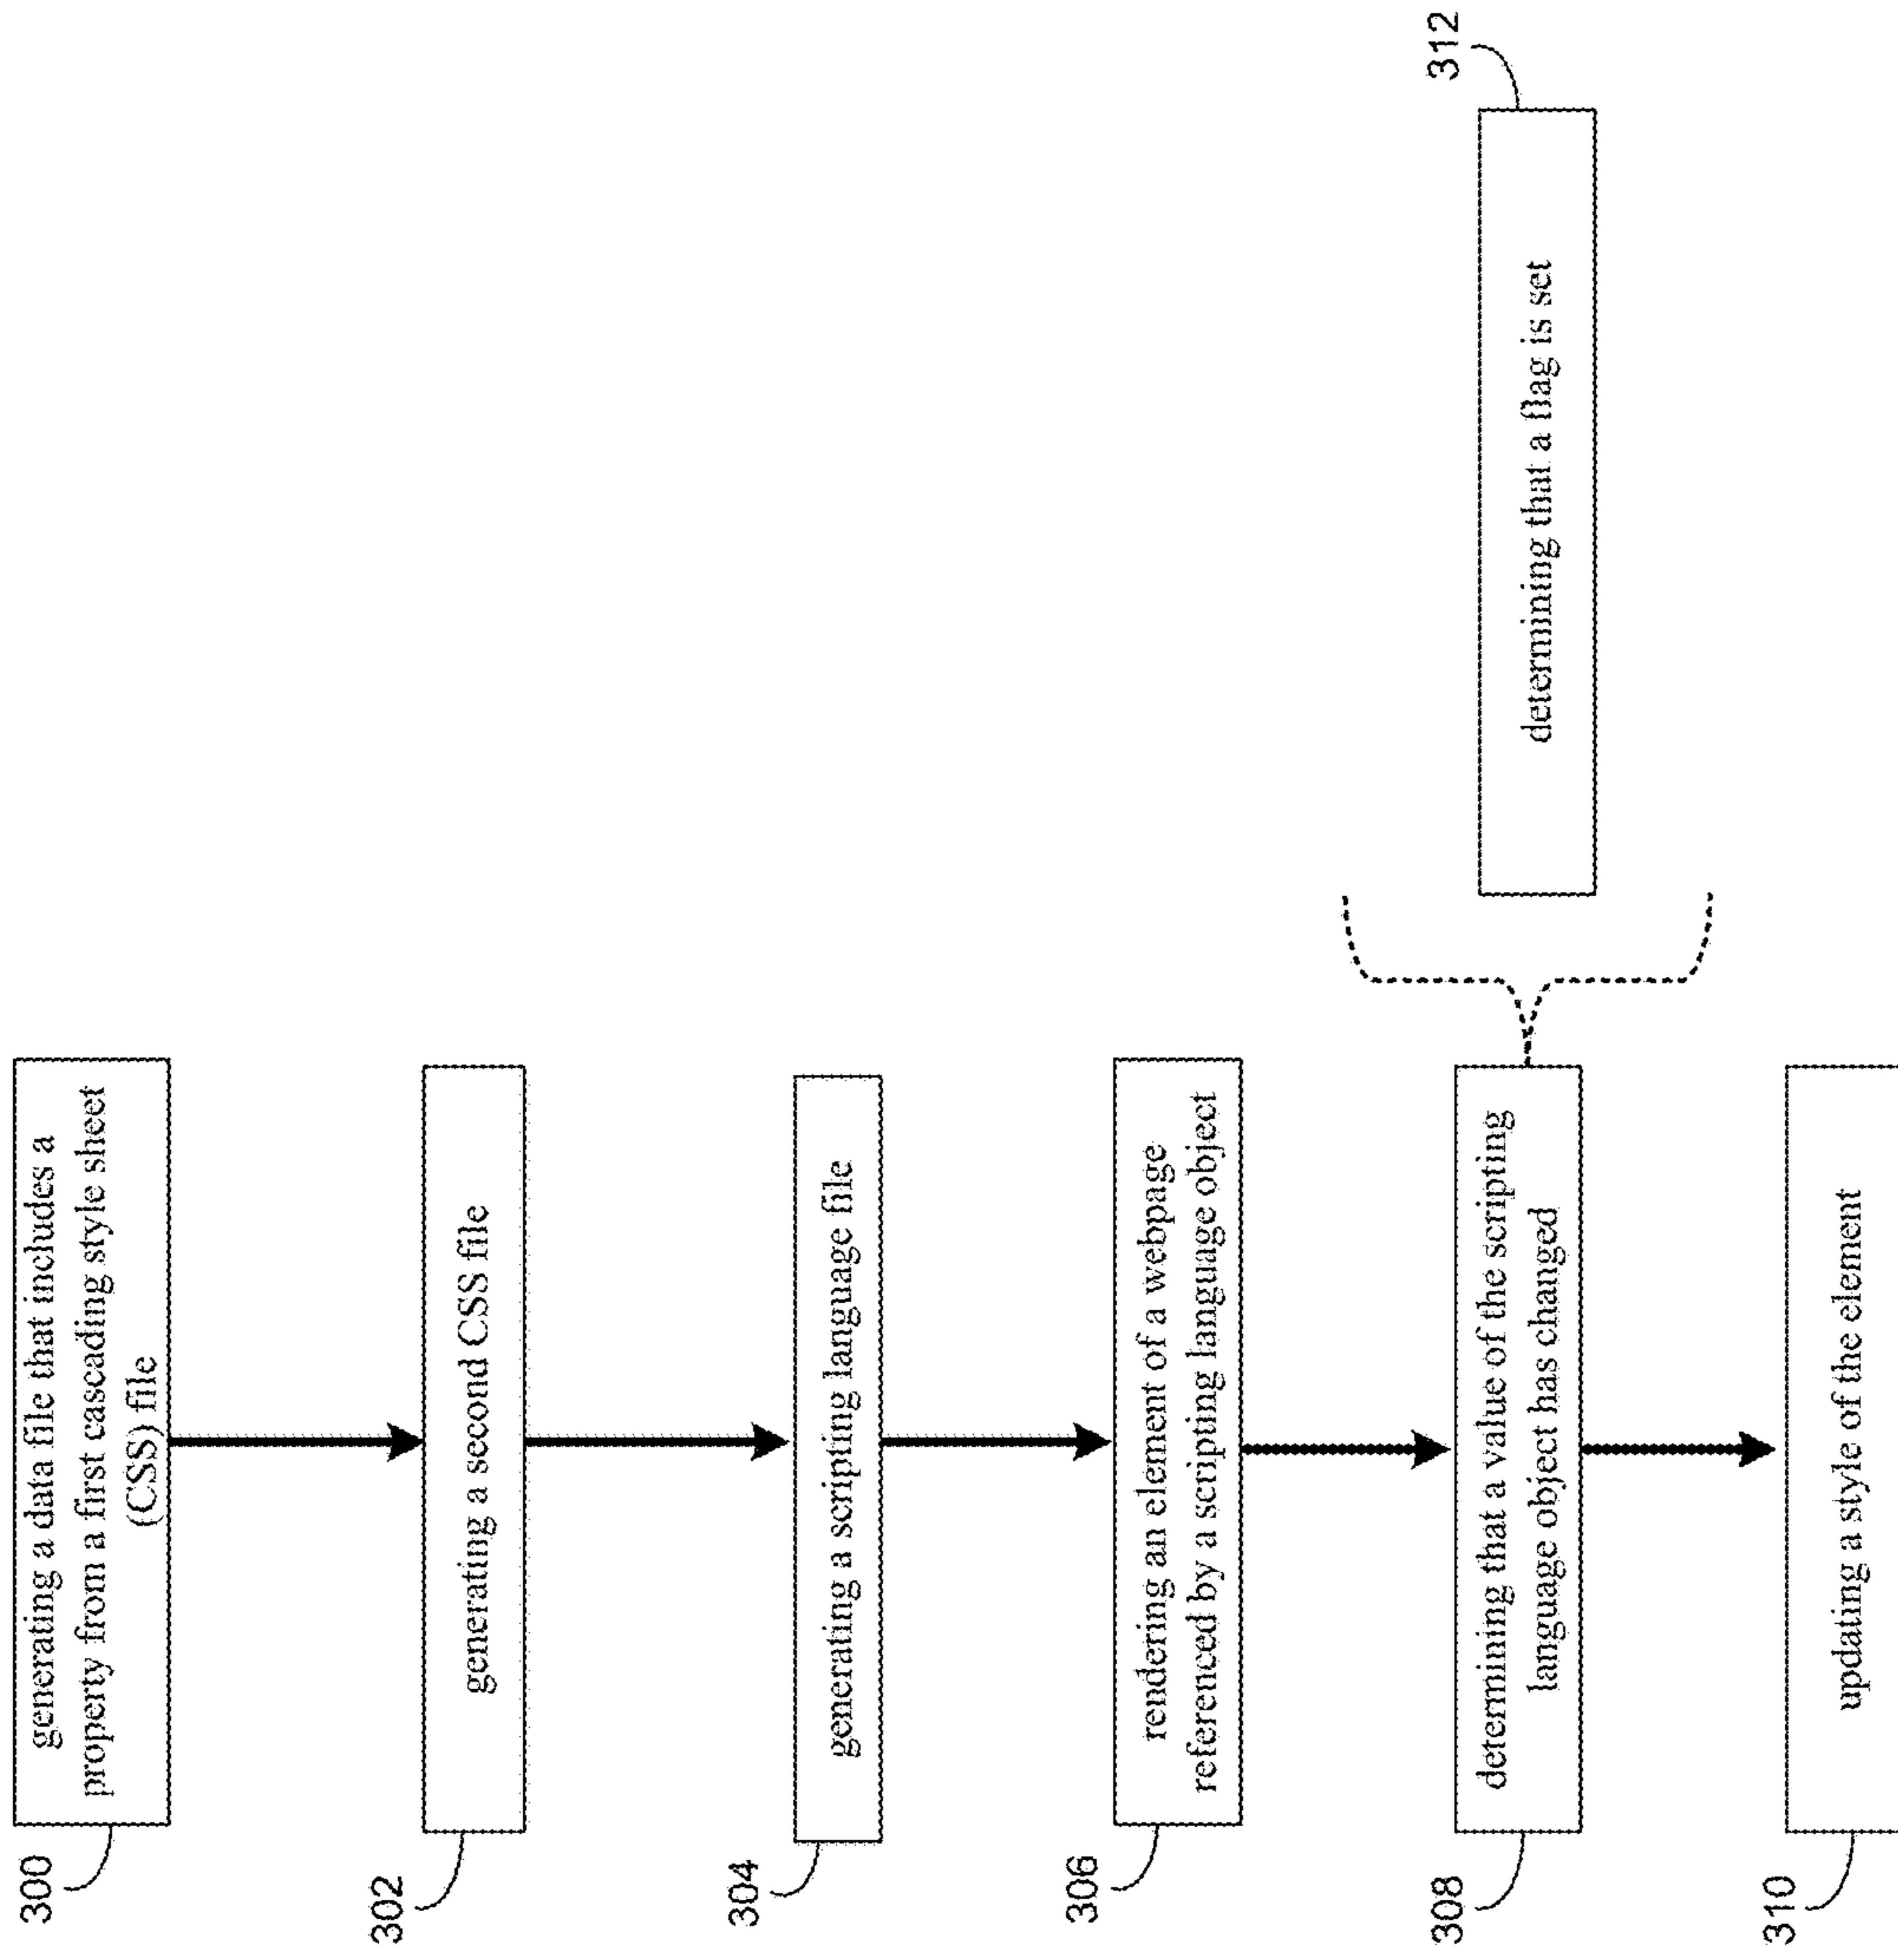 300
generating a data file that includes a
property from a first cascading style sheet
(CSS) file
302
generating a second CSS file
304
generating a scripting language file
306
rendering an element of a webpage
referenced by a scripting language object
308
determining that a value of the scripting
language object has changed
312
determining that a flag is set
310
updating a style of the element